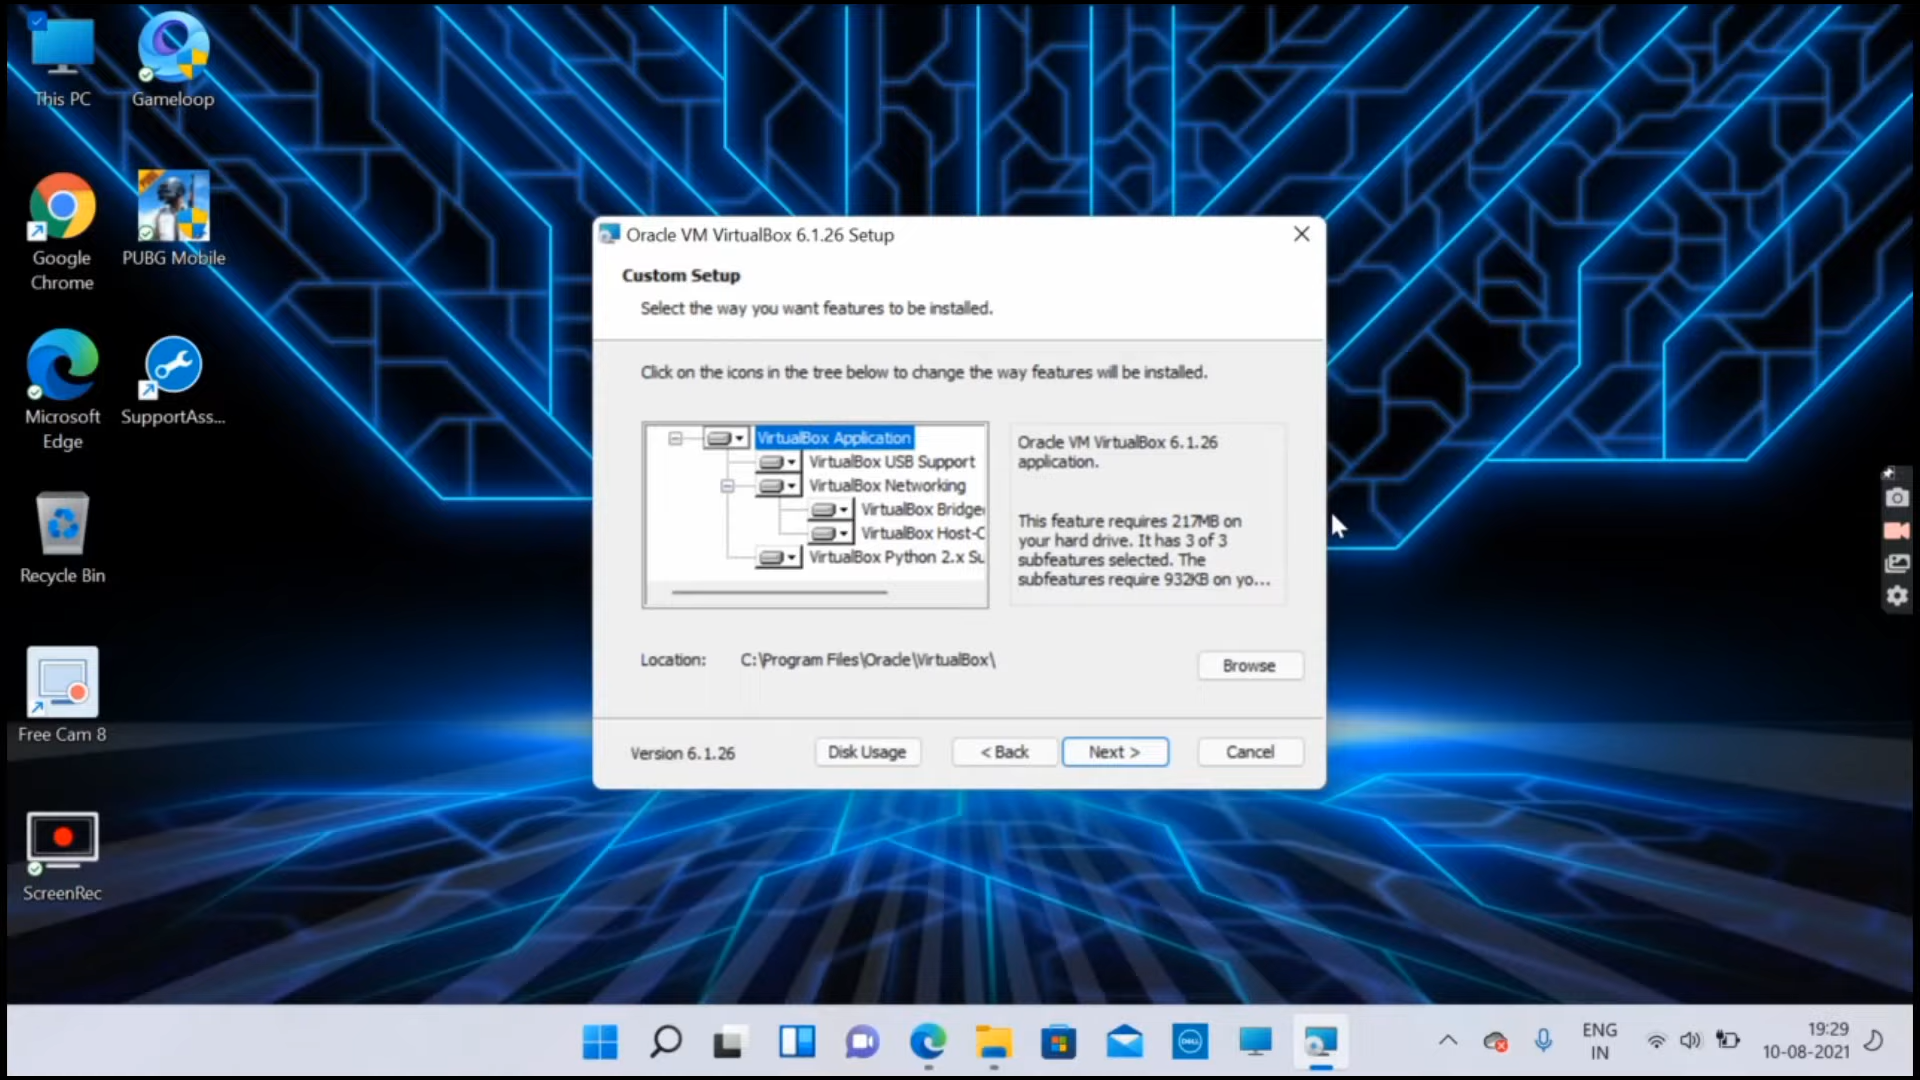 This PC
Gameloop
Google
Chrome
PUBG Mobile
Microsoft
Edge
SupportAss...
Recycle Bin
Free Cam 8
ScreenRec
Oracle VM VirtualBox 6.1.26 Setup
Custom Setup
Select the way you want features to be installed.
Click on the icons in the tree below to change the way features will be installed.
VirtualBox Application
VirtualBox USB Support
VirtualBox Networking
VirtualBox Bridge
VirtualBox Host-C
VirtualBox Python 2.x Su
Oracle VM VirtualBox 6.1.26
application.
This feature requires 217MB on
your hard drive. It has 3 of 3
subfeatures selected. The
subfeatures require 932KB on yo...
Location: C:\Program Files\Oracle\VirtualBox\
Browse
Version 6.1.26
Disk Usage
< Back
Next >
Cancel
DELL
ENG
IN
19:29
10-08-2021